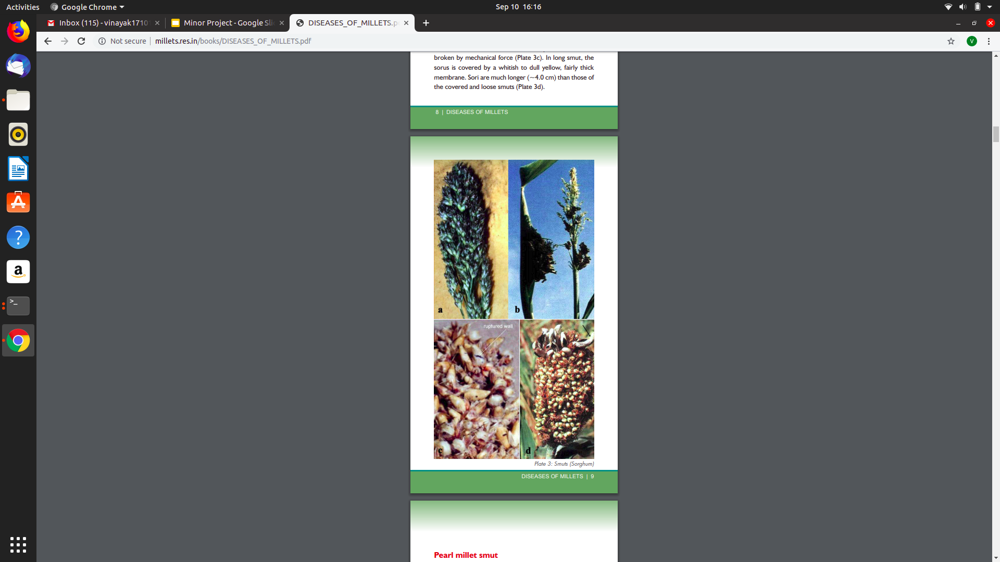 Activities
Google Chrome
Sep 10 16:16
Inbox (115) - vinayak1710
Minor Project - Google Sli
DISEASES_OF_MILLETS.p
Not secure
millets.res.in/books/DISEASES_OF_MILLETS.pdf
V
broken by mechanical force (Plate 3c). In long smut, the
sorus is covered by a whitish to dull yellow, fairly thick
membrane. Sori are much longer (~4.0 cm) than those of
the covered and loose smuts (Plate 3d).
8 | DISEASES OF MILLETS
a
b
ruptured wall
c
d
Plate 3: Smuts (Sorghum)
DISEASES OF MILLETS | 9
Pearl millet smut